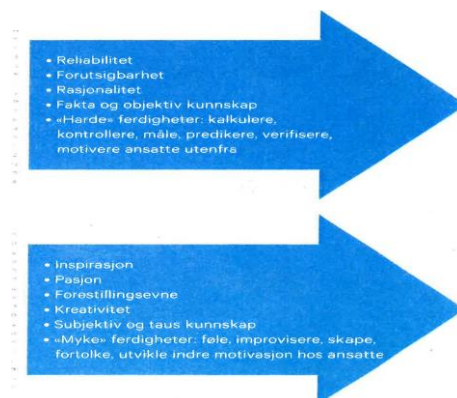 • Reliabilitet
• Forutsigbarhet
• Rasjonalitet
• Fakta og objektiv kunnskap
• «Harde» ferdigheter: kalkulere,
kontrollere, måle, predikere, verifisere,
motivere ansatte utenfra
• Inspirasjon
• Pasjon
• Forestillingsevne
• Kreativitet
• Subjektiv og taus kunnskap
• «Myke» ferdigheter: føle, improvisere, skape,
fortolke, utvikle indre motivasjon hos ansatte